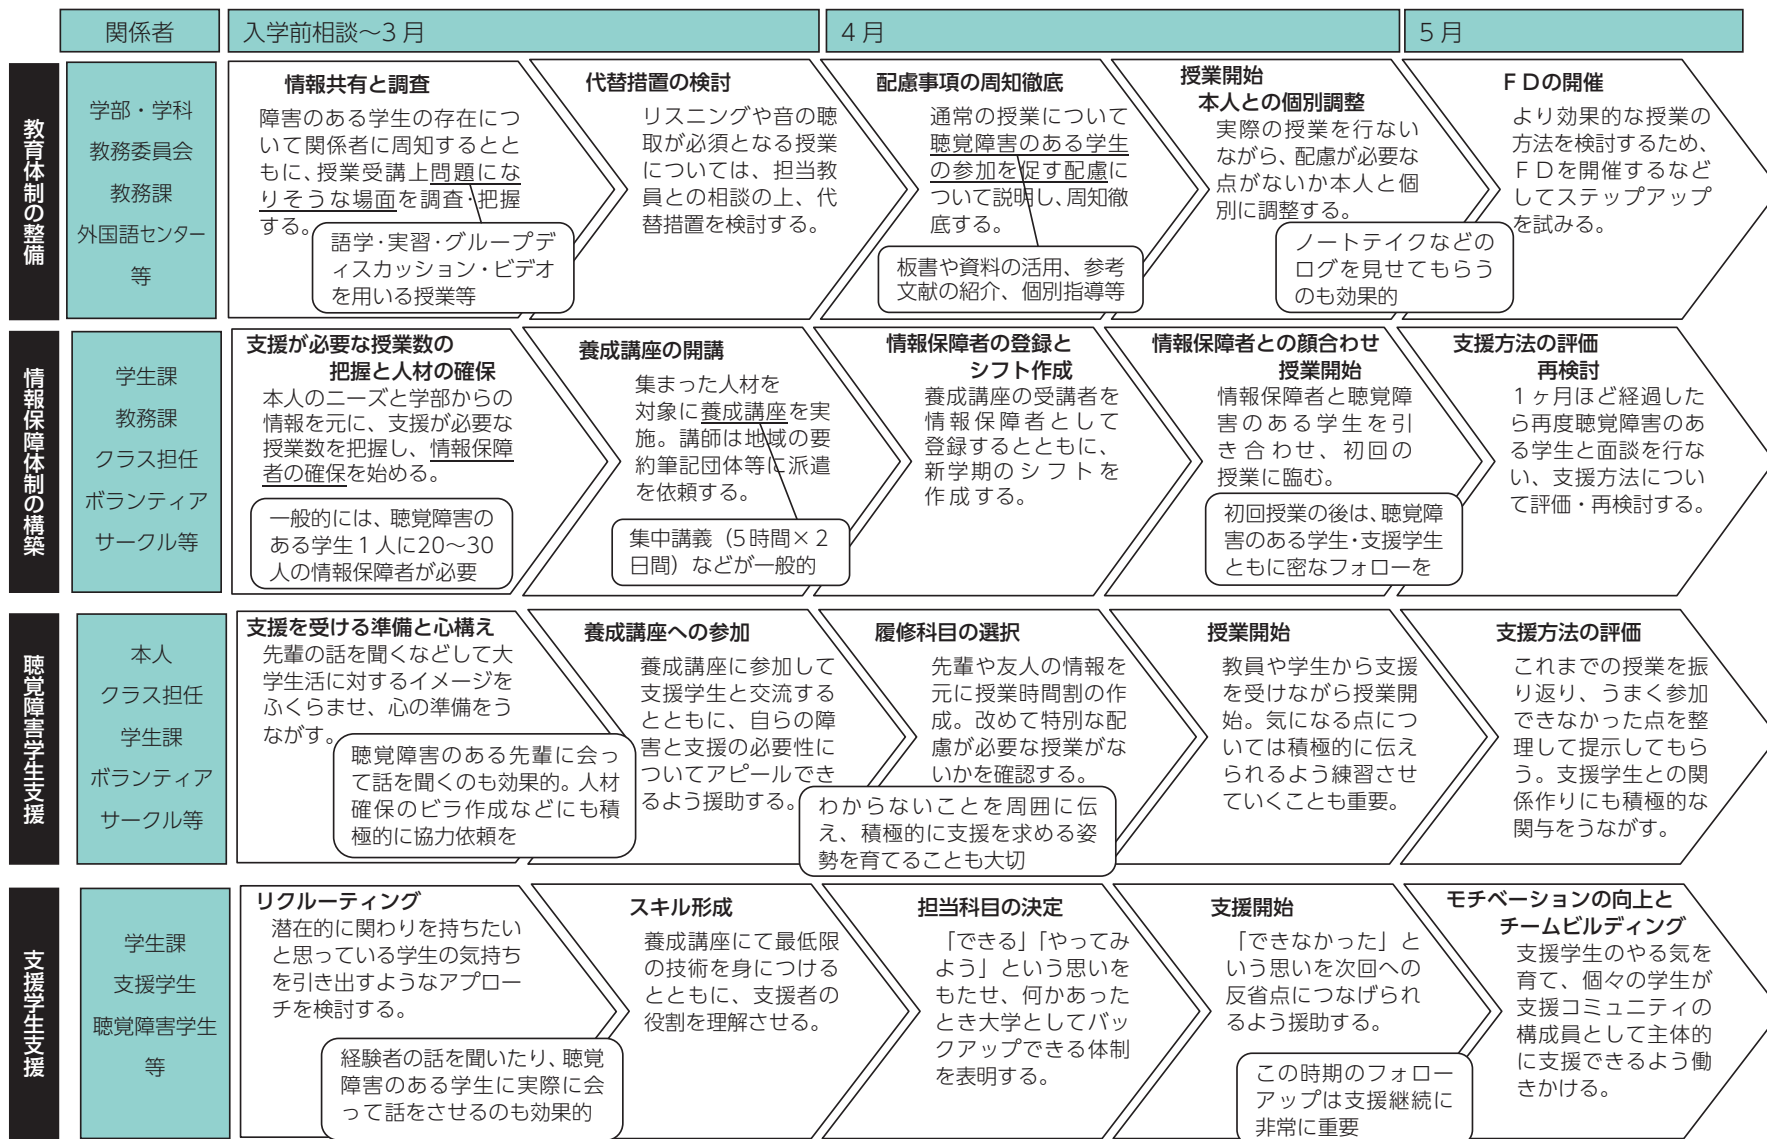 関係者
入学前相談～3月
4月
5月
教育体制の整備
学部・学科
教務委員会
教務課
外国語センター
等
情報共有と調査
障害のある学生の存在につ
いて関係者に周知するとと
もに、授業受講上問題にな
りそうな場面を調査・把握
する。
語学・実習・グループデ
ィスカッション・ビデオ
を用いる授業等
代替措置の検討
リスニングや音の聴
取が必須となる授業
については、担当教
員との相談の上、代
替措置を検討する。
配慮事項の周知徹底
通常の授業について
聴覚障害のある学生
の参加を促す配慮に
ついて説明し、周知徹
底する。
板書や資料の活用、参考
文献の紹介、個別指導等
授業開始
本人との個別調整
実際の授業を行ない
ながら、配慮が必要な
点がないか本人と個
別に調整する。
ノートテイクなどの
ログを見せてもらう
のも効果的
ＦＤの開催
より効果的な授業の
方法を検討するため、
ＦＤを開催するなど
してステップアップ
を試みる。
情報保障体制の構築
学生課
教務課
クラス担任
ボランティア
サークル等
支援が必要な授業数の
把握と人材の確保
本人のニーズと学部からの
情報を元に、支援が必要な
授業数を把握し、情報保障
者の確保を始める。
一般的には、聴覚障害の
ある学生1人に20～30
人の情報保障者が必要
養成講座の開講
集まった人材を
対象に養成講座を実
施。講師は地域の要
約筆記団体等に派遣
を依頼する。
集中講義（5時間×2
日間）などが一般的
情報保障者の登録と
シフト作成
養成講座の受講者を
情報保障者として
登録するとともに、
新学期のシフトを
作成する。
情報保障者との顔合わせ
授業開始
情報保障者と聴覚障
害のある学生を引
き合わせ、初回の
授業に臨む。
初回授業の後は、聴覚障
害のある学生・支援学生
ともに密なフォローを
支援方法の評価
再検討
1ヶ月ほど経過した
ら再度聴覚障害のあ
る学生と面談を行な
い、支援方法につい
て評価・再検討する。
聴覚障害学生支援
本人
クラス担任
学生課
ボランティア
サークル等
支援を受ける準備と心構え
先輩の話を聞くなどして大
学生活に対するイメージを
ふくらませ、心の準備をう
ながす。
聴覚障害のある先輩に会っ
て話を聞くのも効果的。人材
確保のビラ作成などにも積
極的に協力依頼を
養成講座への参加
養成講座に参加して
支援学生と交流する
とともに、自らの障
害と支援の必要性に
ついてアピールでき
るよう援助する。
履修科目の選択
先輩や友人の情報を
元に授業時間割の作
成。改めて特別な配
慮が必要な授業がな
いかを確認する。
わからないことを周囲に伝
え、積極的に支援を求める姿
勢を育てることも大切
授業開始
教員や学生から支援
を受けながら授業開
始。気になる点につ
いては積極的に伝え
られるよう練習させ
ていくことも重要。
支援方法の評価
これまでの授業を振
り返り、うまく参加
できなかった点を整
理して提示してもら
う。支援学生との関
係作りにも積極的な
関与をうながす。
支援学生支援
学生課
支援学生
聴覚障害学生
等
リクルーティング
潜在的に関わりを持ちたい
と思っている学生の気持ち
を引き出すようなアプロー
チを検討する。
経験者の話を聞いたり、聴覚
障害のある学生に実際に会
って話をさせるのも効果的
スキル形成
養成講座にて最低限
の技術を身につける
とともに、支援者の
役割を理解させる。
担当科目の決定
「できる」「やってみ
よう」という思いを
もたせ、何かあった
とき大学としてバッ
クアップできる体制
を表明する。
支援開始
「できなかった」と
いう思いを次回への
反省点につなげられ
るよう援助する。
この時期のフォロー
アップは支援継続に
非常に重要
モチベーションの向上と
チームビルディング
支援学生のやる気を
育て、個々の学生が
支援コミュニティの
構成員として主体的
に支援できるよう働
きかける。